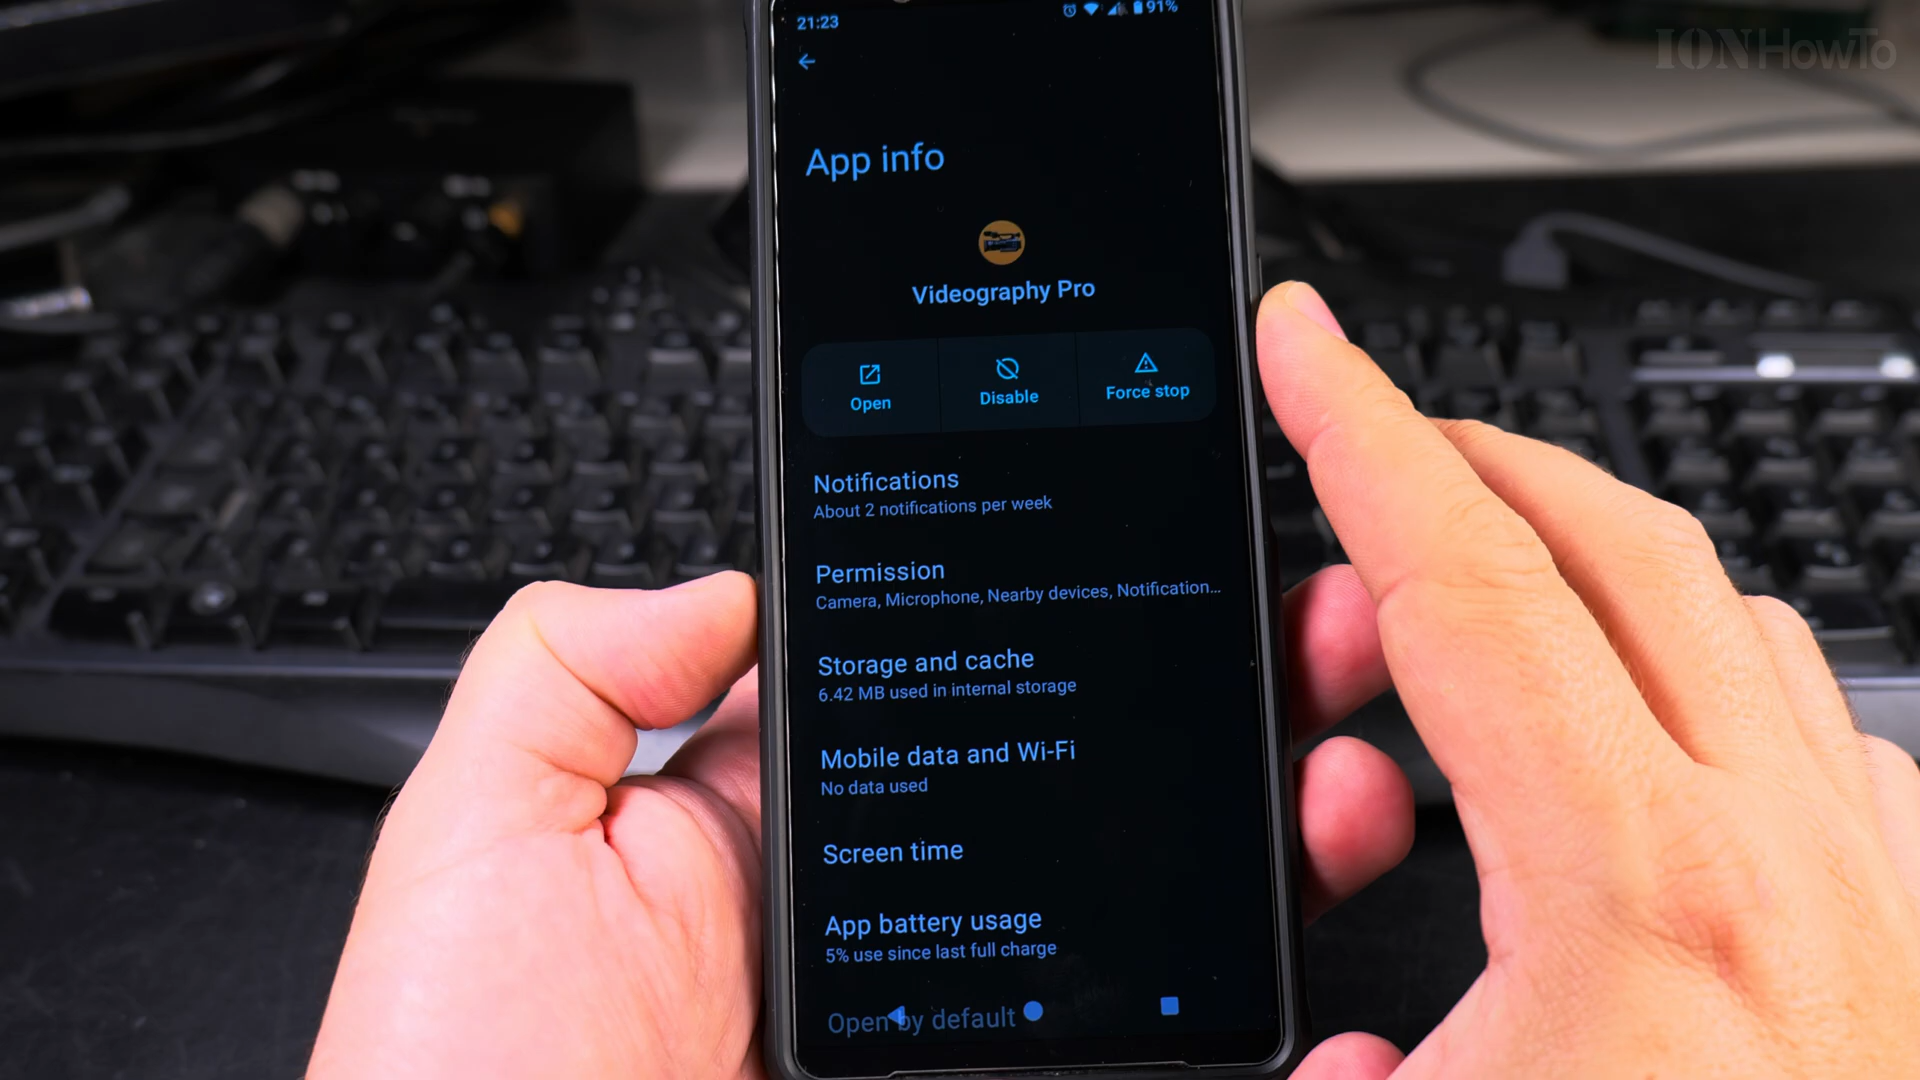 IONHowTo
21:23
91%
App info
Videography Pro
Open
Disable
Force stop
Notifications
About 2 notifications per week
Permission
Camera, Microphone, Nearby devices, Notification...
Storage and cache
6.42 MB used in internal storage
Mobile data and Wi-Fi
No data used
Screen time
App battery usage
5% use since last full charge
Open by default